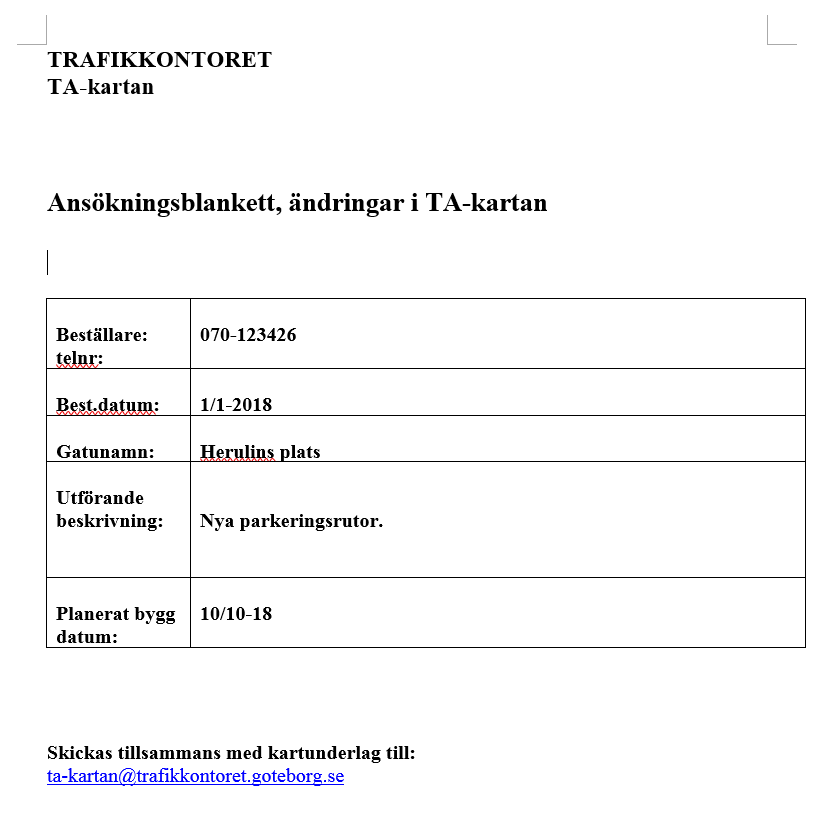 TRAFIKKONTORET
TA-kartan
Ansökningsblankett, ändringar i TA-kartan
Beställare: 070-123426
telnr:
Best.datum: 1/1-2018
Gatunamn: Herulins plats
Utförande
beskrivning: Nya parkeringsrutor.
Planerat bygg 10/10-18
datum:
Skickas tillsammans med kartunderlag till:
ta-kartan@trafikkontoret.goteborg.se